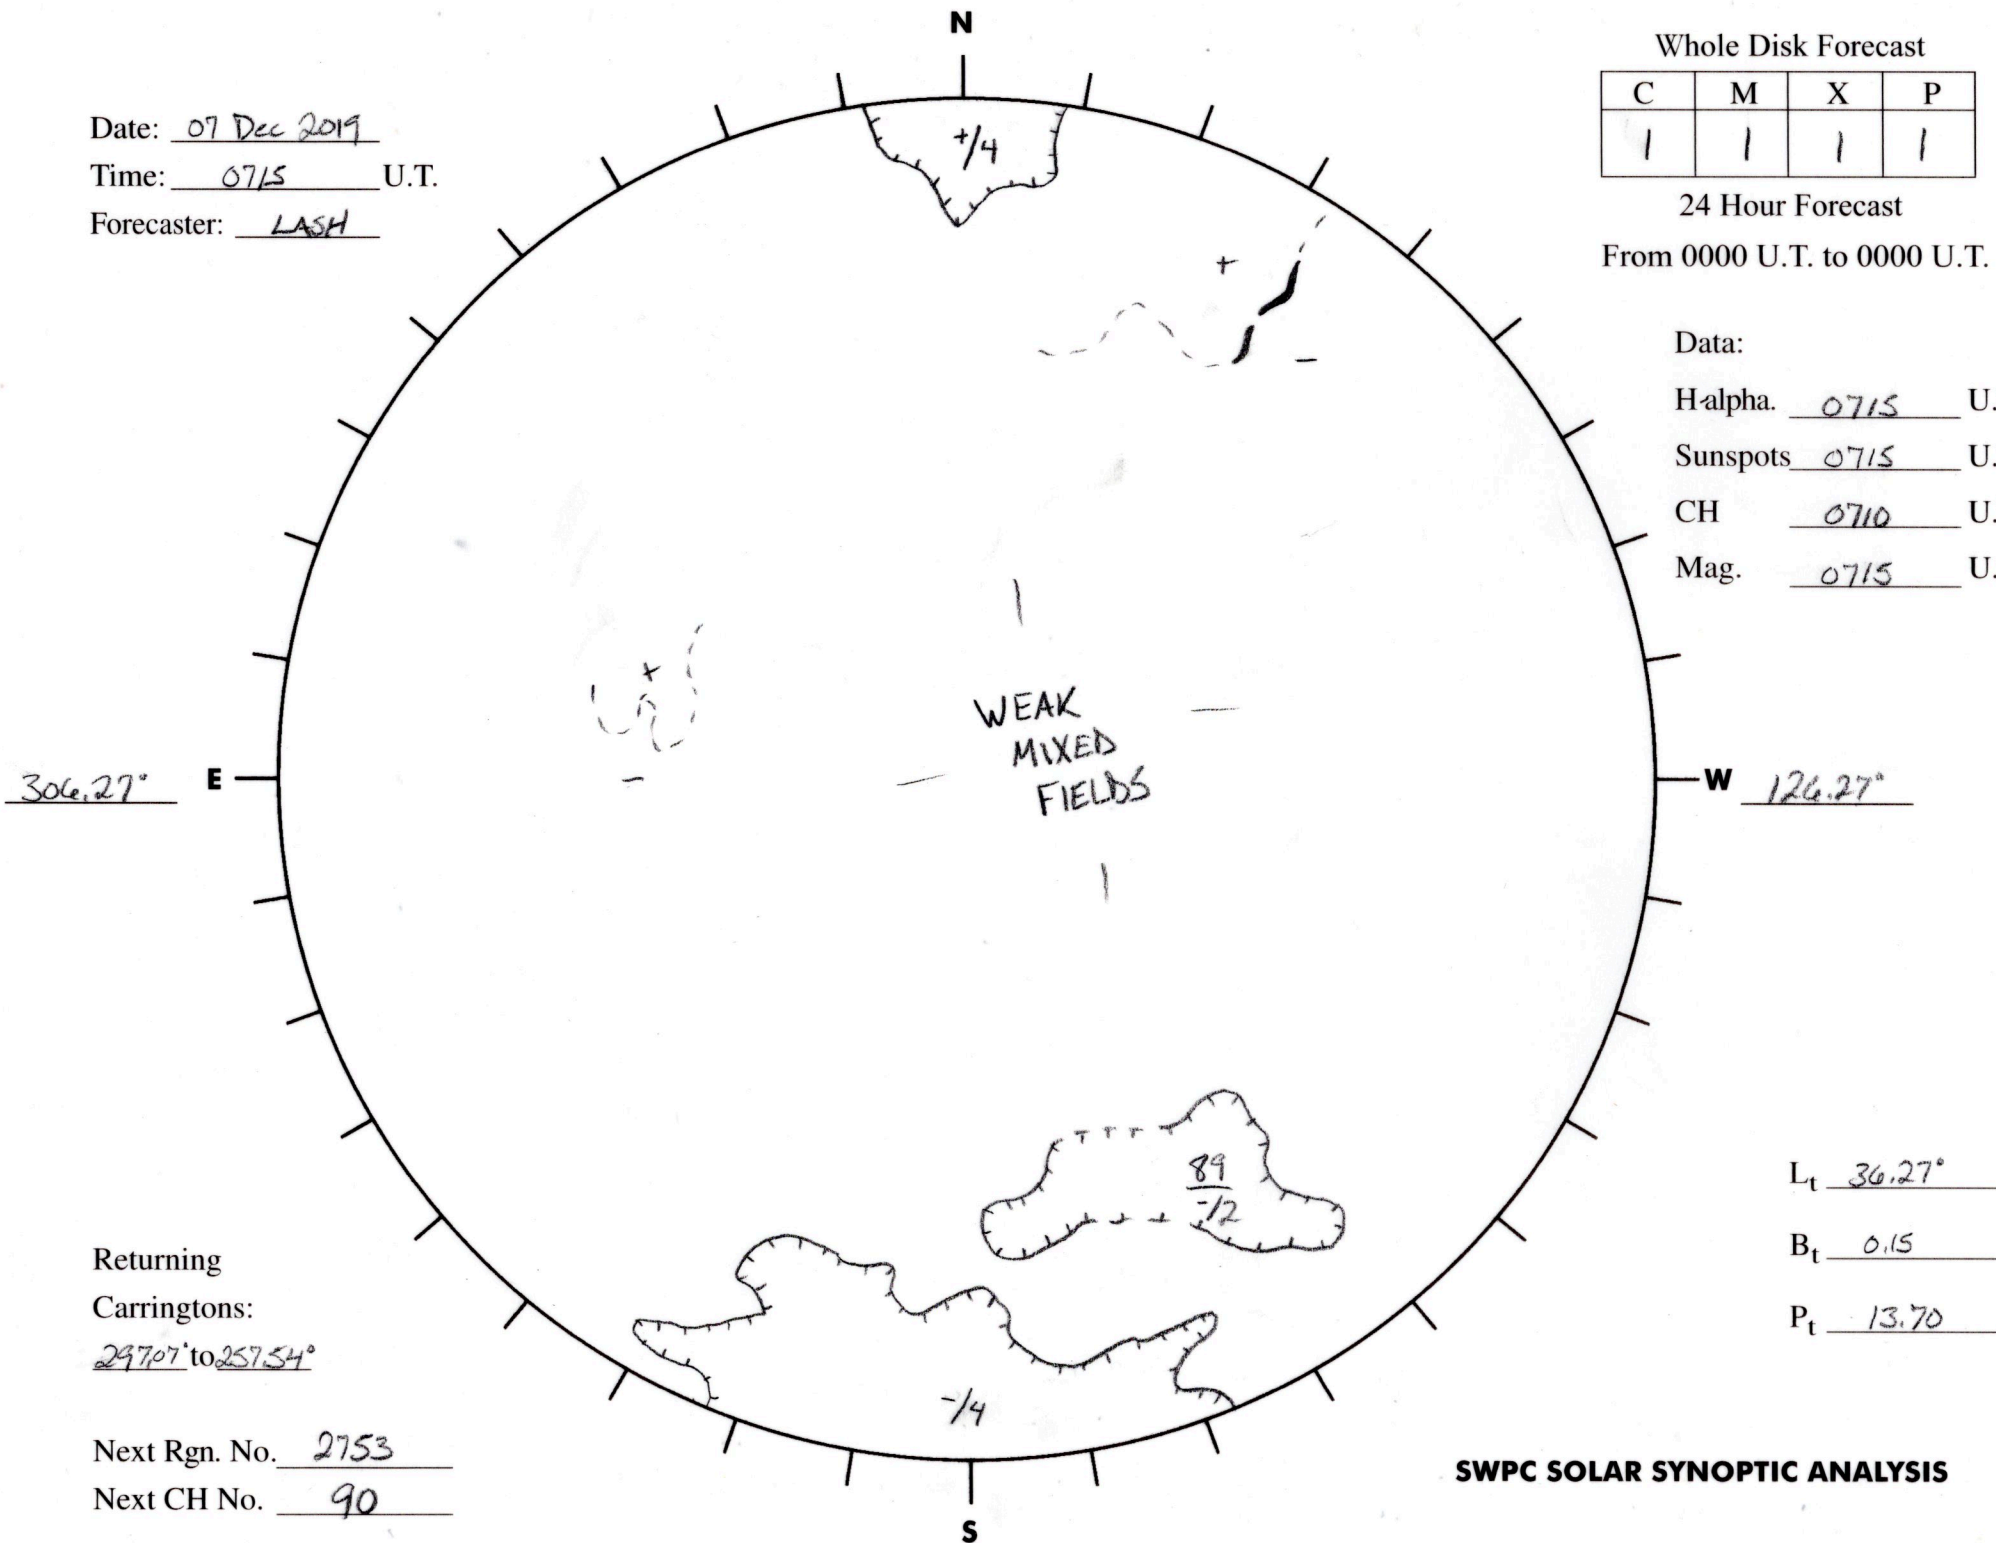 N
Date: 07 Dec 2019
Time: 0715 U.T.
Forecaster: LASH
Whole Disk Forecast
C M X P
1 1 1 1
24 Hour Forecast
From 0000 U.T. to 0000 U.T.
+/4
+
-
Data:
H-alpha. 0715 U.
Sunspots 0715 U.
CH 0710 U.
Mag. 0715 U.
+
-
WEAK
MIXED
FIELDS
306.27° E
W 126.27°
89
-/2
-/4
Lt 36.27°
Bt 0.15
Pt 13.70
Returning
Carringtons:
297.07° to 257.54°
Next Rgn. No. 2753
Next CH No. 90
SWPC SOLAR SYNOPTIC ANALYSIS
S